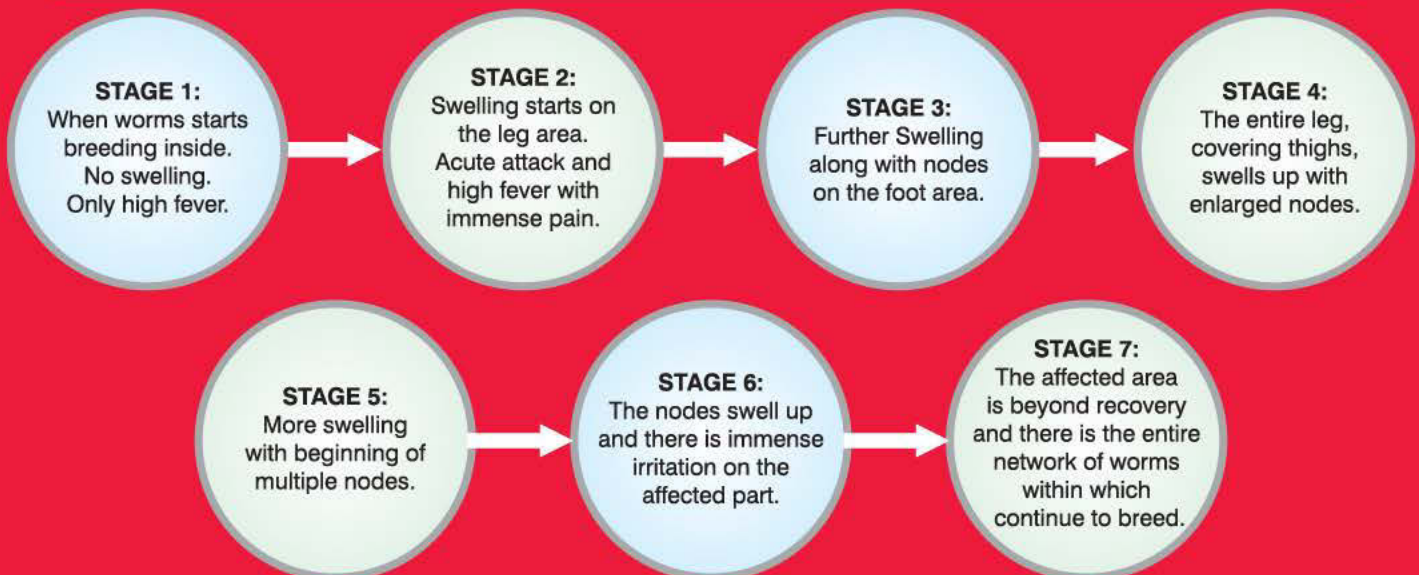 STAGE 1:
When worms starts
breeding inside.
No swelling.
Only high fever.
STAGE 2:
Swelling starts on
the leg area.
Acute attack and
high fever with
immense pain.
STAGE 3:
Further Swelling
along with nodes
on the foot area.
STAGE 4:
The entire leg,
covering thighs,
swells up with
enlarged nodes.
STAGE 5:
More swelling
with beginning of
multiple nodes.
STAGE 6:
The nodes swell up
and there is immense
irritation on the
affected part.
STAGE 7:
The affected area
is beyond recovery
and there is the entire
network of worms
within which
continue to breed.